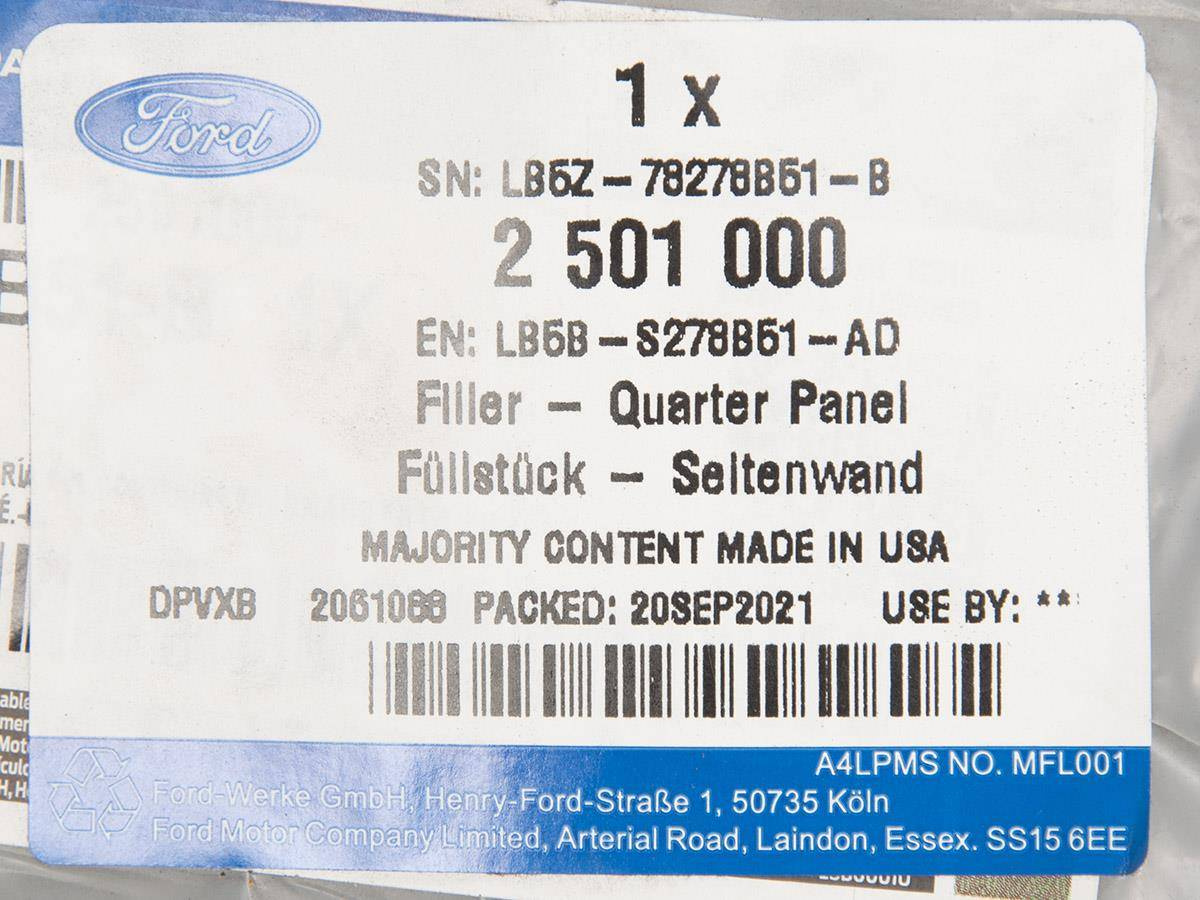 Ford
1 x
SN: LB5Z-78278B51-B
2 501 000
EN: LB5B-S278B51-AD
Filler - Quarter Panel
Füllstück - Seitenwand
MAJORITY CONTENT MADE IN USA
DPVXB 2061086 PACKED: 20SEP2021 USE BY: **
A4LPMS NO. MFL001
Ford-Werke GmbH, Henry-Ford-Straße 1, 50735 Köln
Ford Motor Company Limited, Arterial Road, Laindon, Essex. SS15 6EE